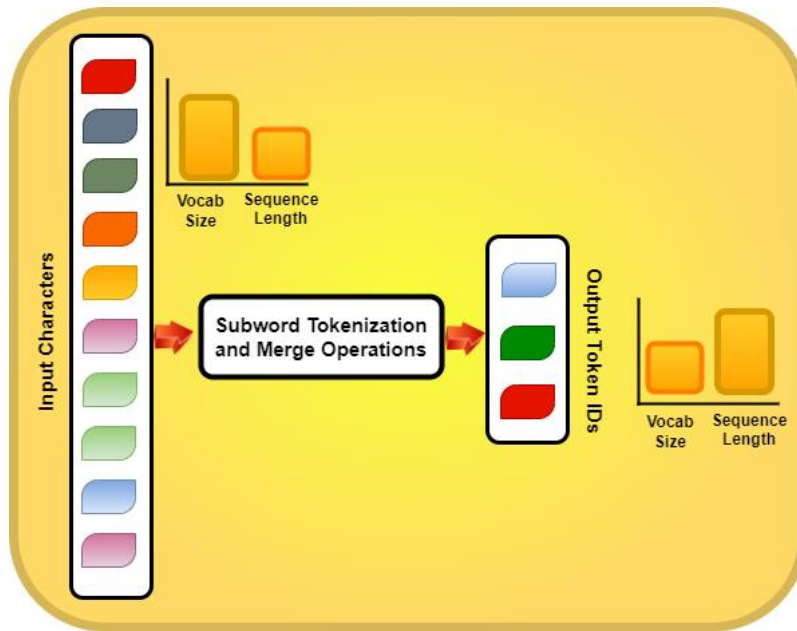 Input Characters
Vocab
Size
Sequence
Length
Subword Tokenization
and Merge Operations
Output Token IDs
Vocab
Size
Sequence
Length